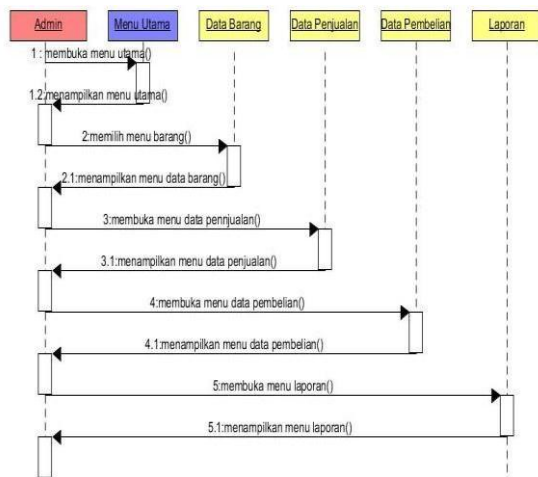 Admin
Menu Utama
Data Barang
Data Penjualan
Data Pembelian
Laporan
1 : membuka menu utama()
1.2:menampilkan menu utama()
2:memilih menu barang()
2.1:menampilkan menu data barang()
3:membuka menu data pennjualan()
3.1:menampilkan menu data penjualan()
4:membuka menu data pembelian()
4.1:menampilkan menu data pembelian()
5:membuka menu laporan()
5.1:menampilkan menu laporan()